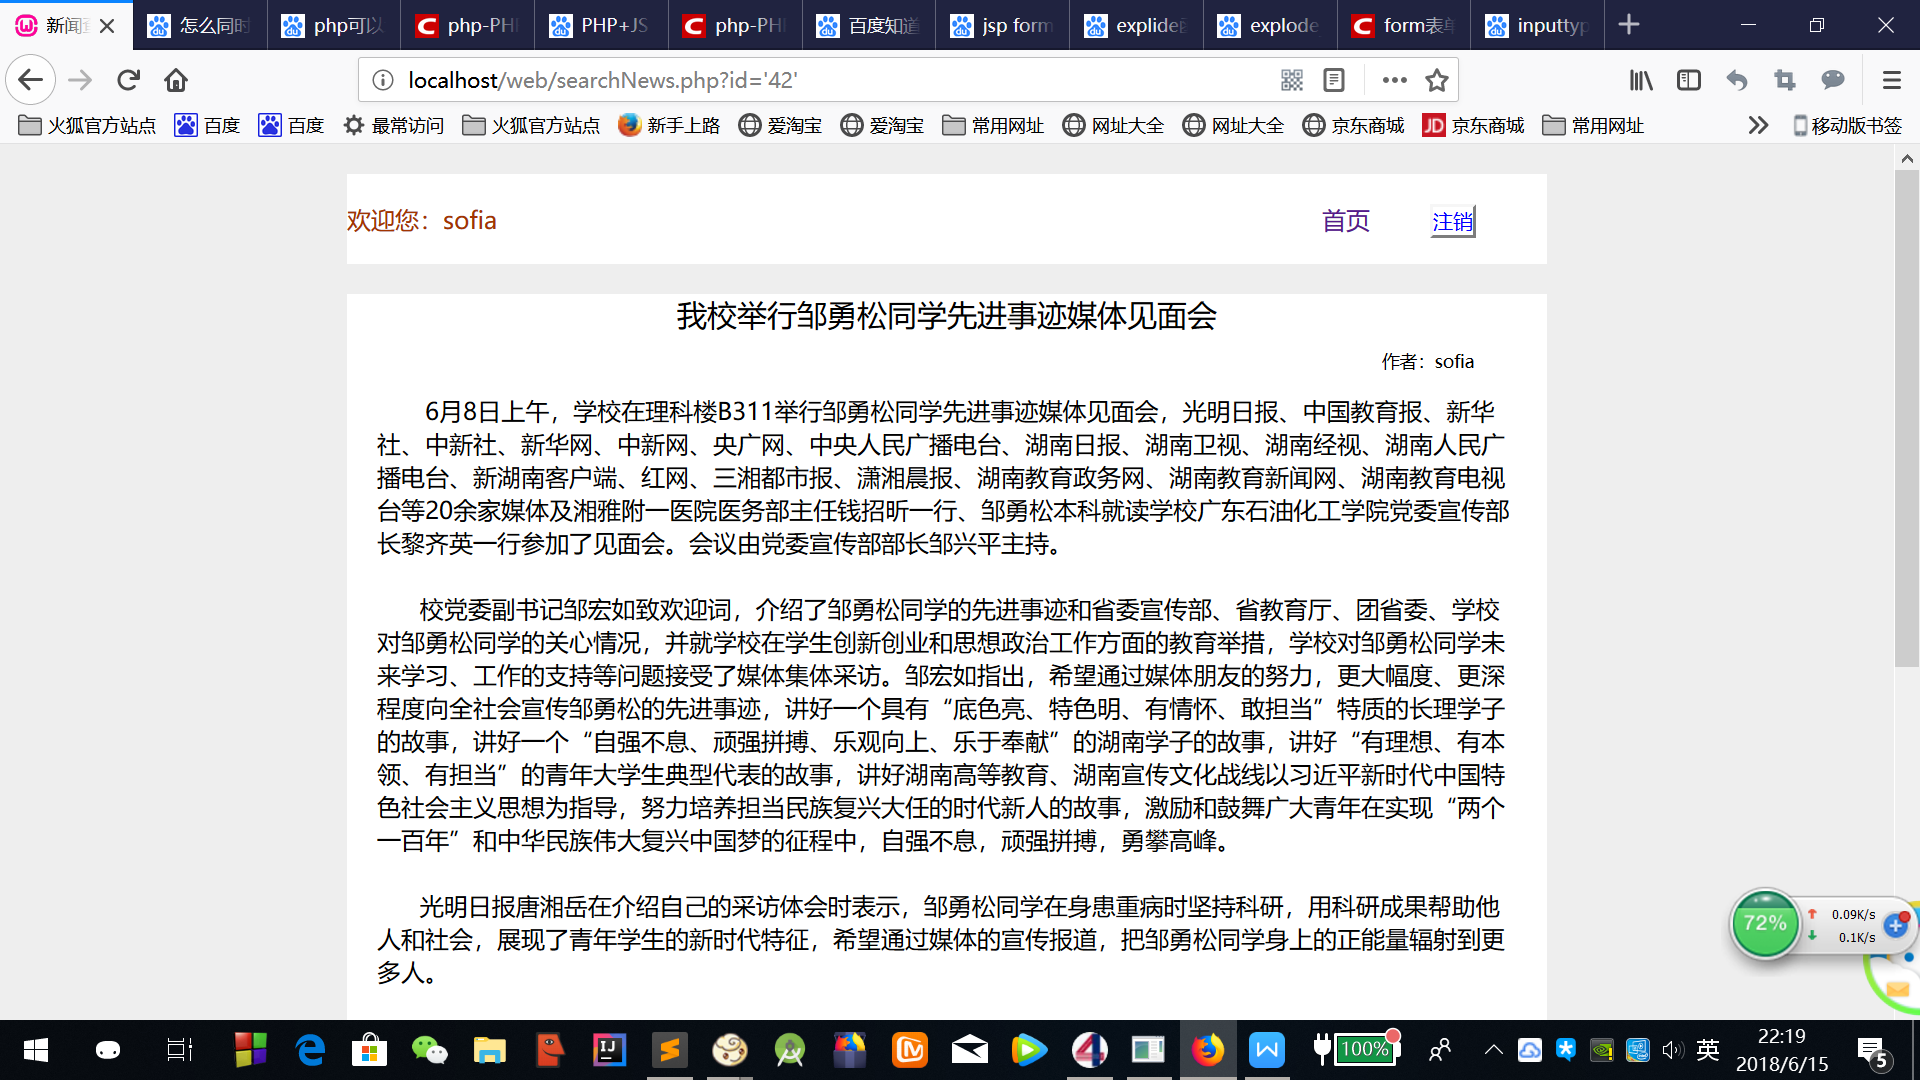 新闻
怎么同时
php可以
php-PH
PHP+JS
php-PH
百度知道
jsp form
explide
explode
form表单
inputtyp
localhost/web/searchNews.php?id='42'
火狐官方站点
百度
百度
最常访问
火狐官方站点
新手上路
爱淘宝
爱淘宝
常用网址
网址大全
网址大全
京东商城
JD 京东商城
常用网址
移动版书签
欢迎您：sofia
首页
注销
我校举行邹勇松同学先进事迹媒体见面会
作者：sofia
6月8日上午，学校在理科楼B311举行邹勇松同学先进事迹媒体见面会，光明日报、中国教育报、新华
社、中新社、新华网、中新网、央广网、中央人民广播电台、湖南日报、湖南卫视、湖南经视、湖南人民广
播电台、新湖南客户端、红网、三湘都市报、潇湘晨报、湖南教育政务网、湖南教育新闻网、湖南教育电视
台等20余家媒体及湘雅附一医院医务部主任钱招昕一行、邹勇松本科就读学校广东石油化工学院党委宣传部
长黎齐英一行参加了见面会。会议由党委宣传部部长邹兴平主持。
校党委副书记邹宏如致欢迎词，介绍了邹勇松同学的先进事迹和省委宣传部、省教育厅、团省委、学校
对邹勇松同学的关心情况，并就学校在学生创新创业和思想政治工作方面的教育举措，学校对邹勇松同学未
来学习、工作的支持等问题接受了媒体集体采访。邹宏如指出，希望通过媒体朋友的努力，更大幅度、更深
程度向全社会宣传邹勇松的先进事迹，讲好一个具有“底色亮、特色明、有情怀、敢担当”特质的长理学子
的故事，讲好一个“自强不息、顽强拼搏、乐观向上、乐于奉献”的湖南学子的故事，讲好“有理想、有本
领、有担当”的青年大学生典型代表的故事，讲好湖南高等教育、湖南宣传文化战线以习近平新时代中国特
色社会主义思想为指导，努力培养担当民族复兴大任的时代新人的故事，激励和鼓舞广大青年在实现“两个
一百年”和中华民族伟大复兴中国梦的征程中，自强不息，顽强拼搏，勇攀高峰。
光明日报唐湘岳在介绍自己的采访体会时表示，邹勇松同学在身患重病时坚持科研，用科研成果帮助他
人和社会，展现了青年学生的新时代特征，希望通过媒体的宣传报道，把邹勇松同学身上的正能量辐射到更
多人。
72%
0.09K/s
0.1K/s
100%
英
22:19
2018/6/15
5